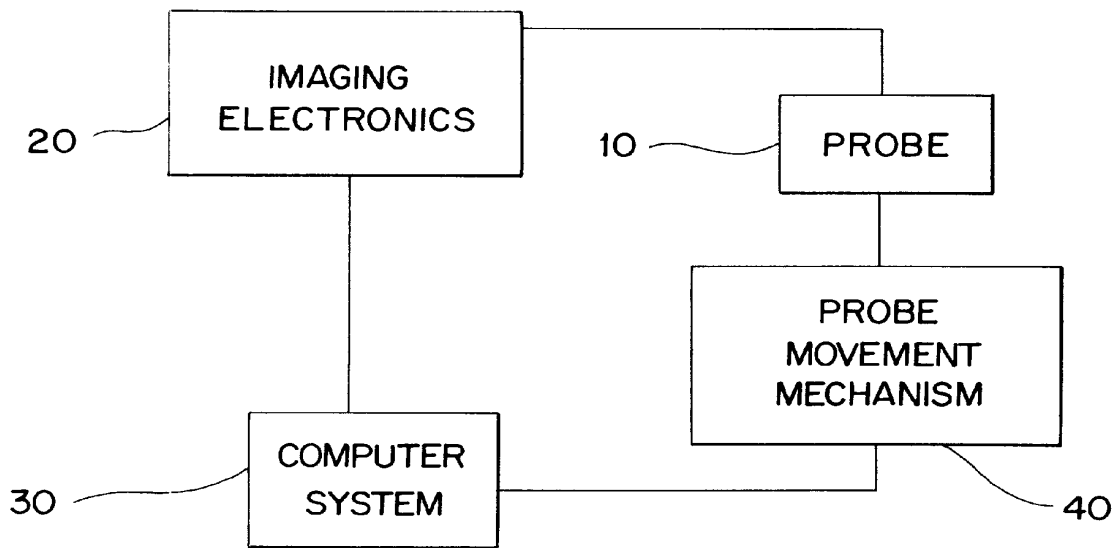 IMAGING
ELECTRONICS
20
10
PROBE
PROBE
MOVEMENT
MECHANISM
COMPUTER
SYSTEM
30
40